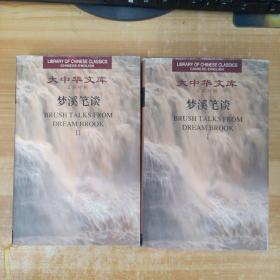 LIBRARY OF CHINESE CLASSICS
CHINESE-ENGLISH
大中华文库
梦溪笔谈
BRUSH TALKS FROM
DREAM BROOK
II
LIBRARY OF CHINESE CLASSICS
CHINESE-ENGLISH
大中华文库
梦溪笔谈
BRUSH TALKS FROM
DREAM BROOK
I